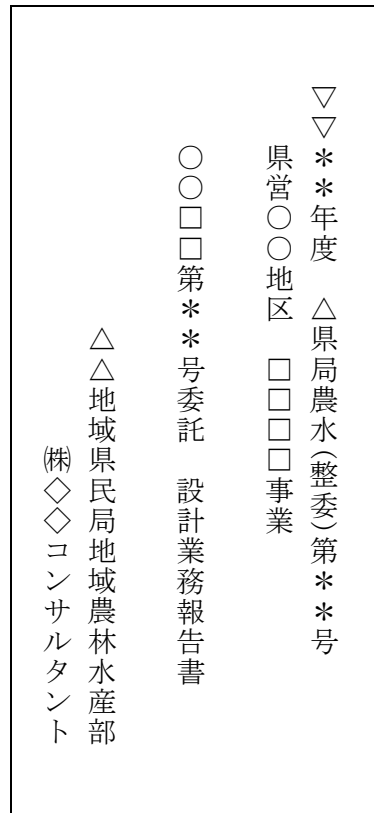 ▽▽＊＊年度　△県局農水（整委）第＊＊号
県営○○地区　□□□□事業
○○□□第＊＊号委託　設計業務報告書
△△地域県民局地域農林水産部
㈱◇◇コンサルタント